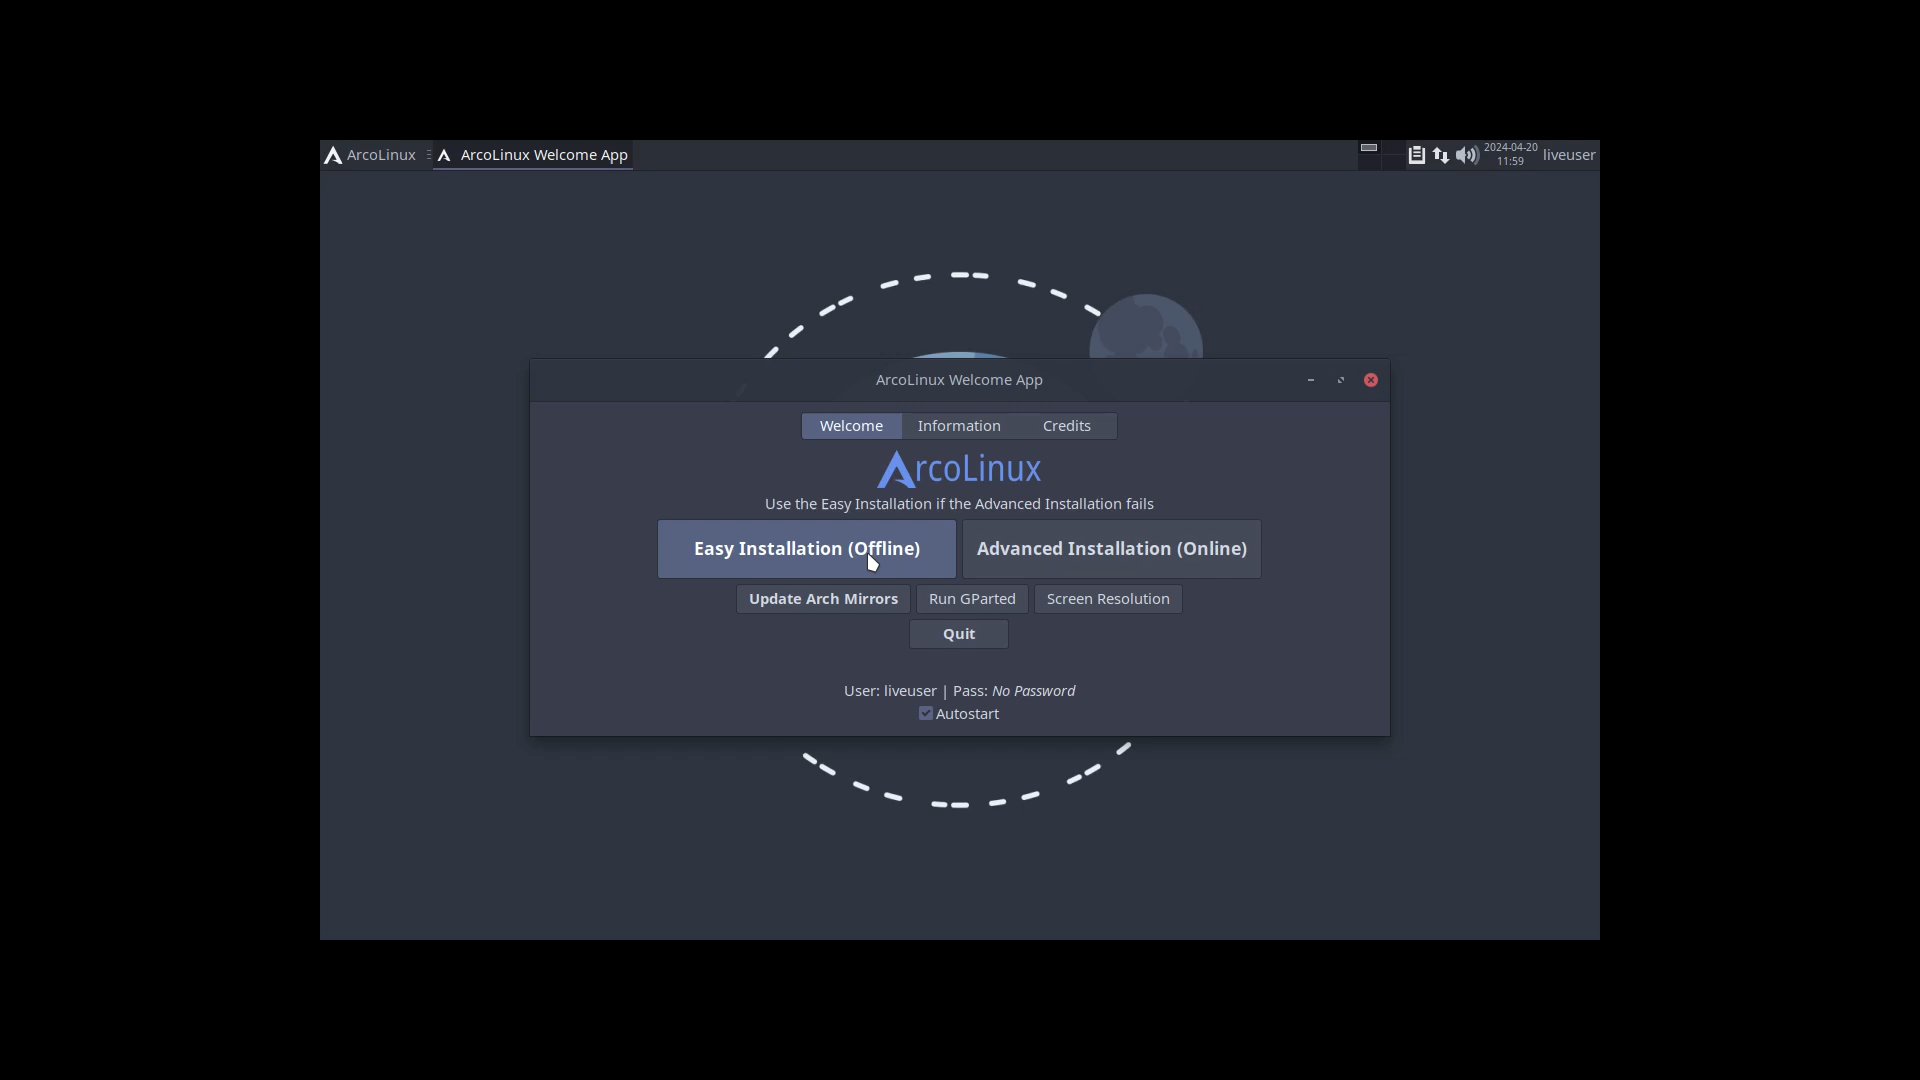 ArcoLinux
ArcoLinux Welcome App
2024-04-20
11:59
liveuser
ArcoLinux Welcome App
Welcome
Information
Credits
ArcoLinux
Use the Easy Installation if the Advanced Installation fails
Easy Installation (Offline)
Advanced Installation (Online)
Update Arch Mirrors
Run GParted
Screen Resolution
Quit
User: liveuser | Pass: No Password
Autostart